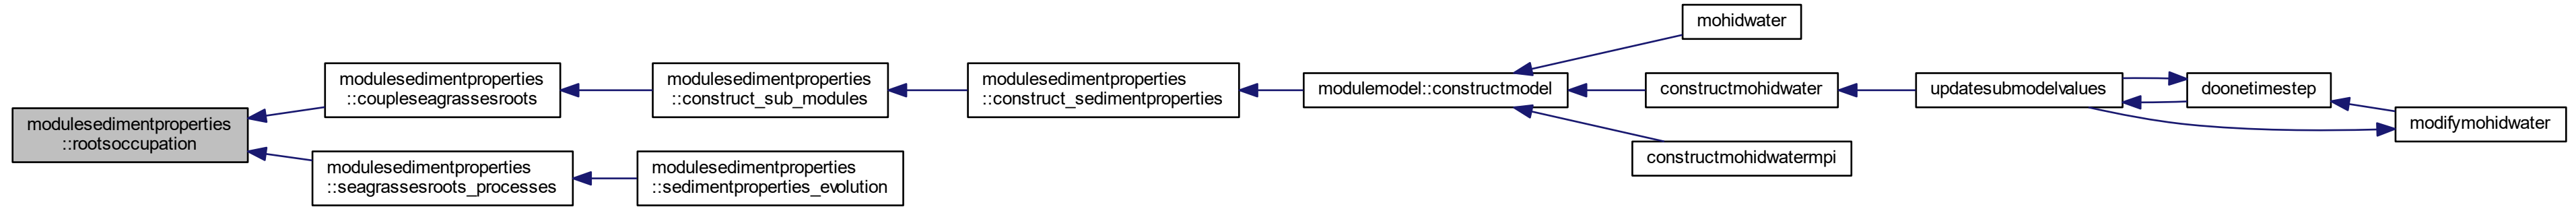 modulesedimentproperties
::rootsoccupation
modulesedimentproperties
::coupleseagrassesroots
modulesedimentproperties
::construct_sub_modules
modulesedimentproperties
::construct_sedimentproperties
modulemodel::constructmodel
mohidwater
constructmohidwater
updatesubmodelvalues
doonetimestep
modifymohidwater
constructmohidwatermpi
modulesedimentproperties
::seagrassesroots_processes
modulesedimentproperties
::sedimentproperties_evolution